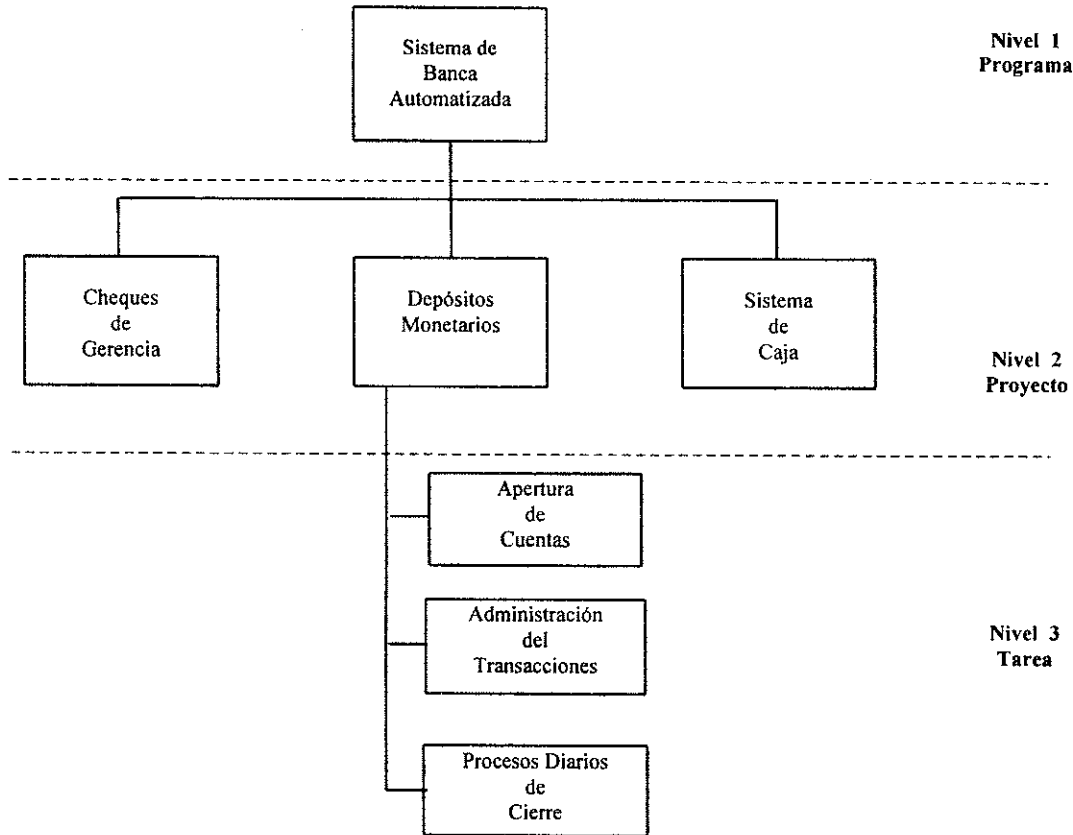 Sistema de
Banca
Automatizada
Nivel 1
Programa
Cheques
de
Gerencia
Depósitos
Monetarios
Sistema
de
Caja
Nivel 2
Proyecto
Apertura
de
Cuentas
Administración
del
Transacciones
Nivel 3
Tarea
Procesos Diarios
de
Cierre